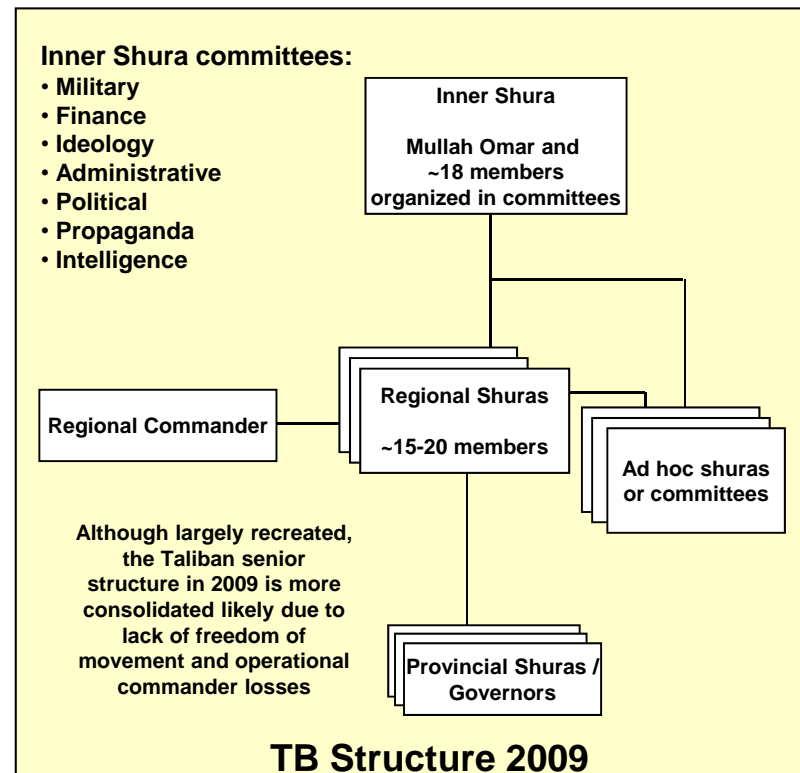 Inner Shura committees:
• Military
• Finance
• Ideology
• Administrative
• Political
• Propaganda
• Intelligence
Inner Shura
Mullah Omar and
~18 members
organized in committees
Regional Commander
Regional Shuras
~15-20 members
Ad hoc shuras
or committees
Although largely recreated,
the Taliban senior
structure in 2009 is more
consolidated likely due to
lack of freedom of
movement and operational
commander losses
Provincial Shuras /
Governors
TB Structure 2009